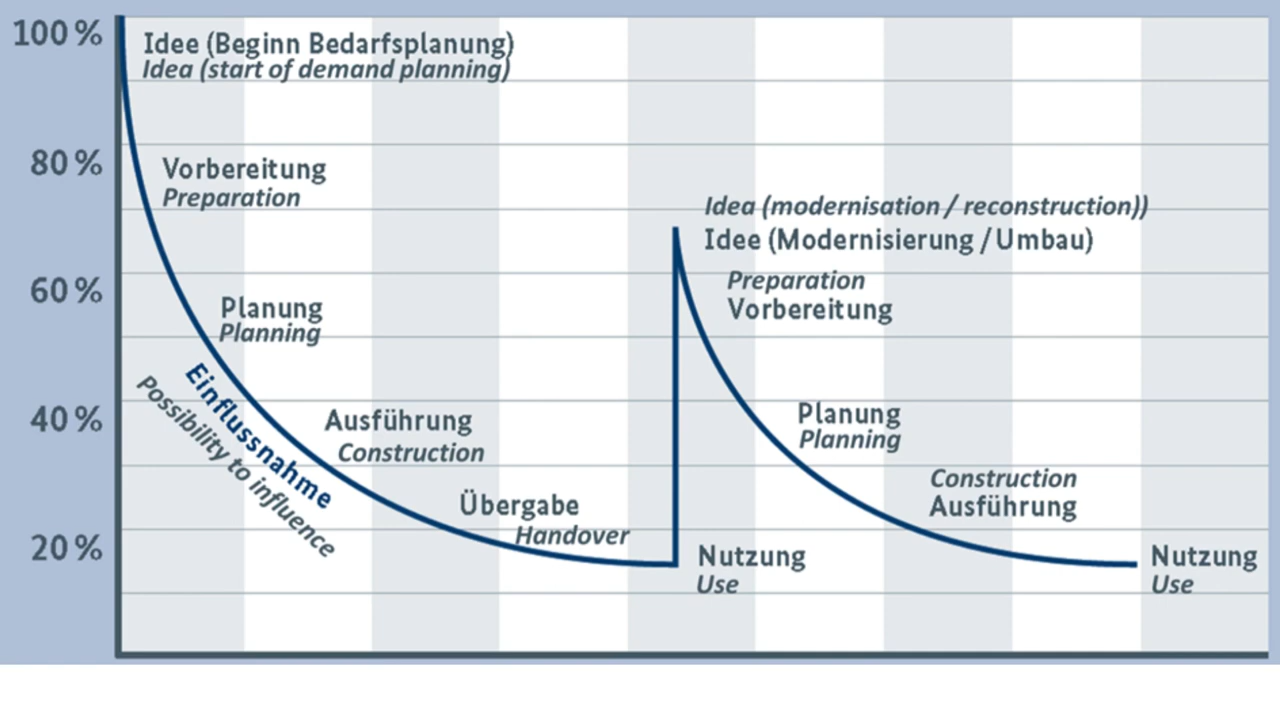 100 %
Idee (Beginn Bedarfsplanung)
Idea (start of demand planning)
80 %
Vorbereitung
Preparation
Idea (modernisation / reconstruction))
Idee (Modernisierung / Umbau)
60 %
Preparation
Vorbereitung
Planung
Planning
Einflussnahme
Possibility to influence
40 %
Ausführung
Construction
Planung
Planning
Construction
Ausführung
Übergabe
Handover
20 %
Nutzung
Use
Nutzung
Use